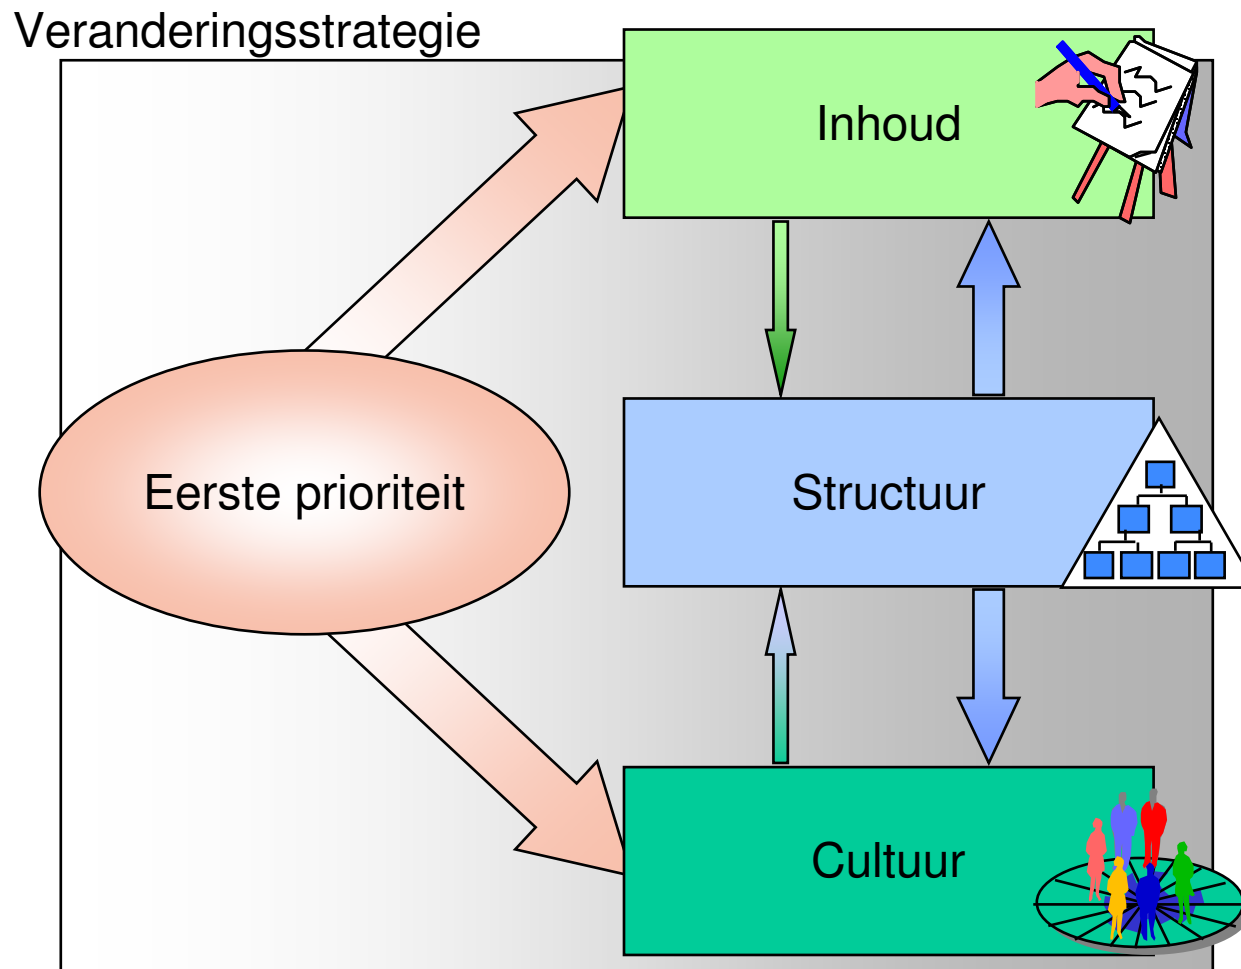 Veranderingsstrategie
Inhoud
Eerste prioriteit
Structuur
Cultuur